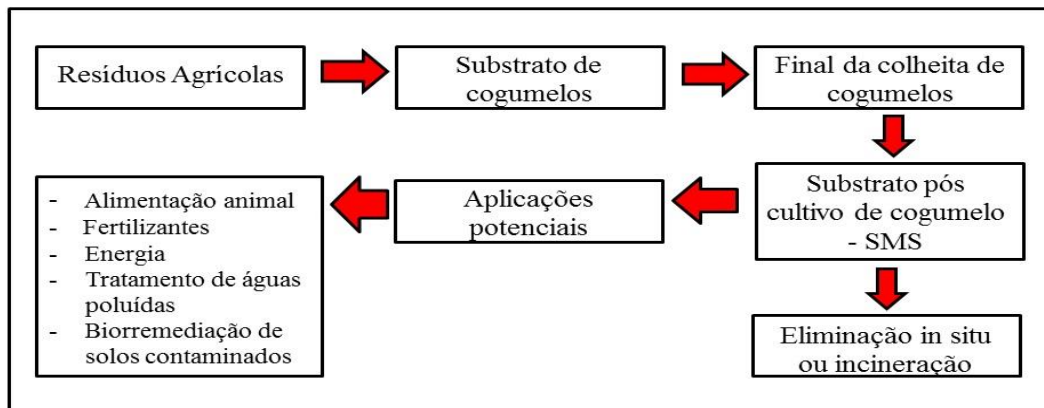 Resíduos Agrícolas
Substrato de
cogumelos
Final da colheita de
cogumelos
Substrato pós
cultivo de cogumelo
- SMS
Aplicações
potenciais
- Alimentação animal
- Fertilizantes
- Energia
- Tratamento de águas
poluídas
- Biorremediação de
solos contaminados
Eliminação in situ
ou incineração